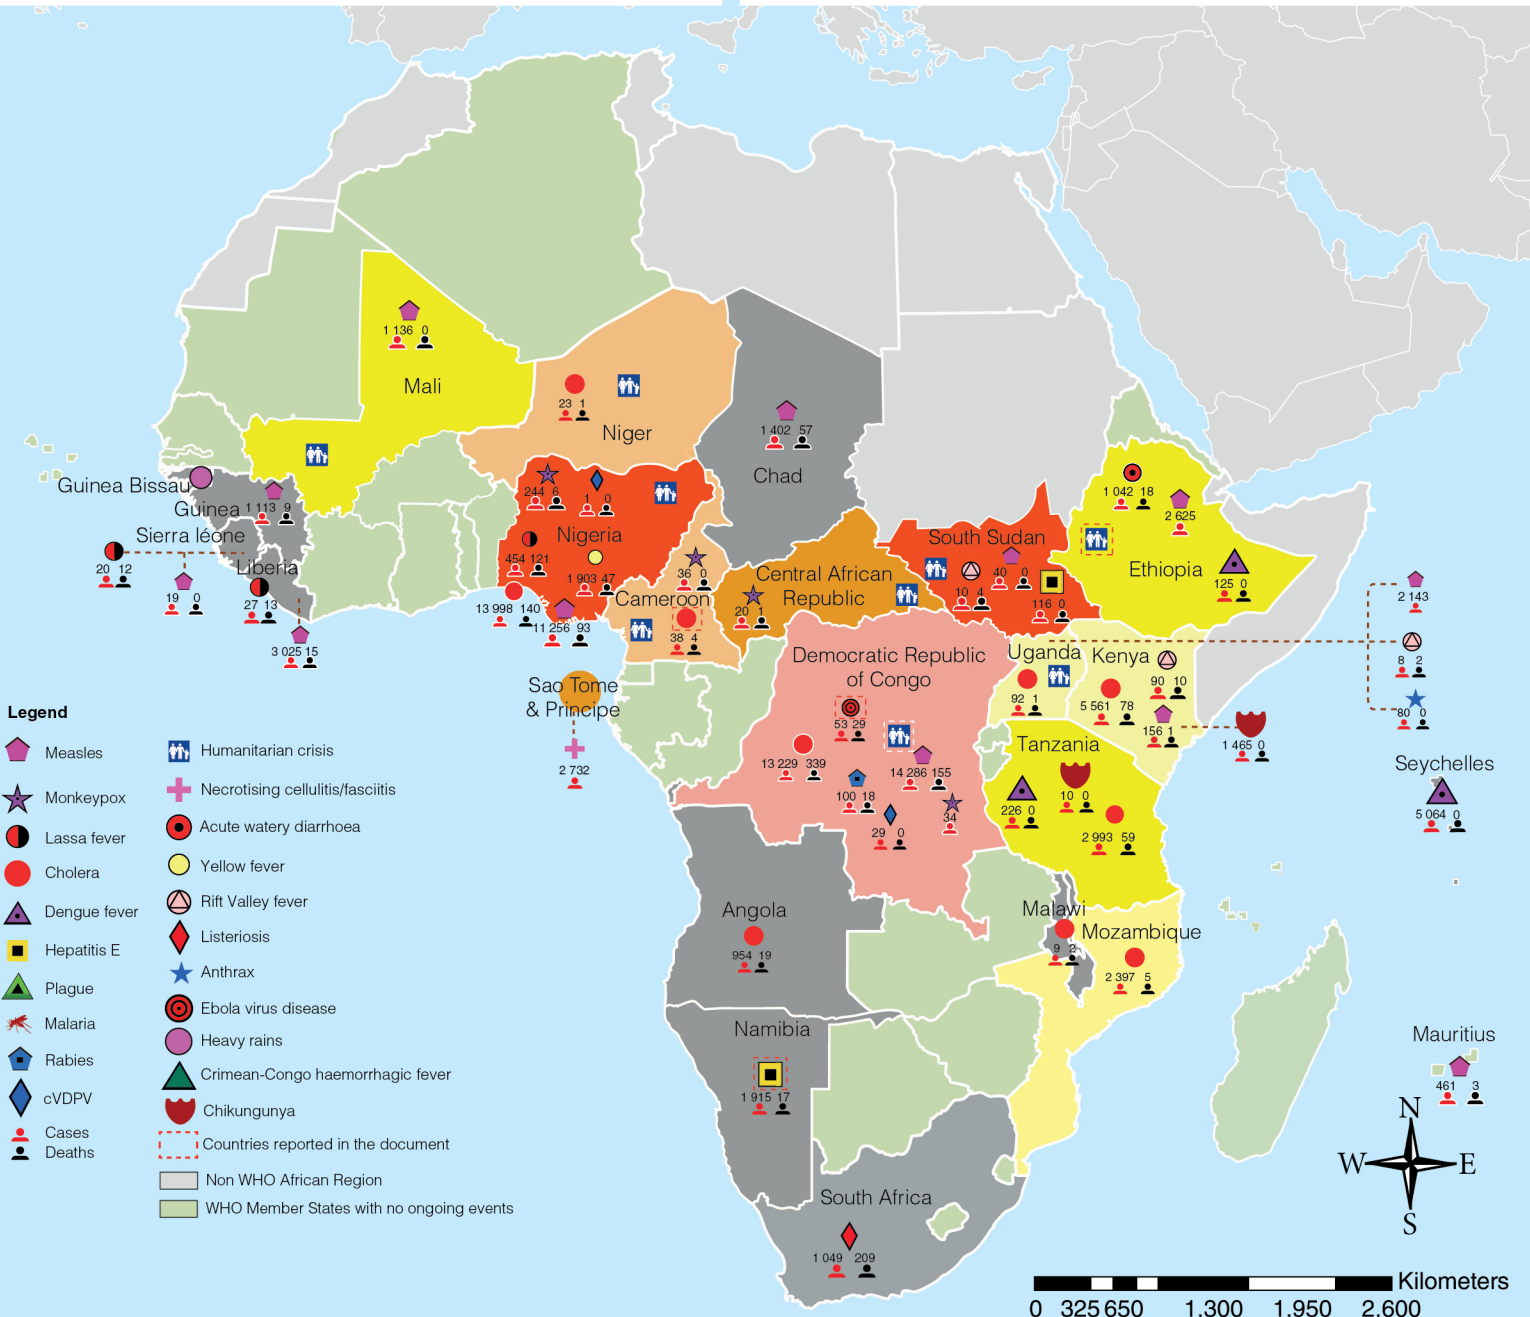 1 136 0
Mali
23 1
Niger
1 402 57
Chad
Guinea Bissau
Guinea
1 113 9
Sierra léone
20 12
19 0
Liberia
27 13
3 025 15
244 6
1 0
Nigeria
454 121
1 903 47
13 998 140
11 256 93
36 0
Cameroon
38 4
Central African
Republic
20 1
South Sudan
40 0
10 4
116 0
1 042 18
2 625
Ethiopia
125 0
2 143
8 2
80 0
Sao Tome
& Principe
2 732
Democratic Republic
of Congo
53 29
13 229 339
14 286 155
100 18
29 0
34
Uganda
92 1
Kenya
90 10
5 561 78
156 1
1 465 0
Tanzania
226 0
10 0
2 993 59
Seychelles
5 064 0
Angola
954 19
Malawi
9 2
Mozambique
2 397 5
Namibia
1 915 17
Mauritius
461 3
South Africa
1 049 209
Legend
Measles
Monkeypox
Lassa fever
Cholera
Dengue fever
Hepatitis E
Plague
Malaria
Rabies
cVDPV
Cases
Deaths
Humanitarian crisis
Necrotising cellulitis/fasciitis
Acute watery diarrhoea
Yellow fever
Rift Valley fever
Listeriosis
Anthrax
Ebola virus disease
Heavy rains
Crimean-Congo haemorrhagic fever
Chikungunya
Countries reported in the document
Non WHO African Region
WHO Member States with no ongoing events
N
W E
S
Kilometers
0 325 650 1.300 1.950 2.600